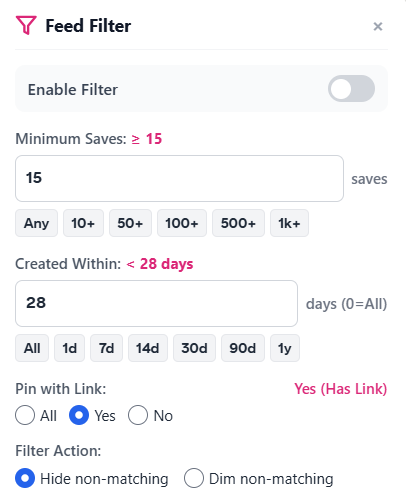 Feed Filter ×
Enable Filter
Minimum Saves: ≥ 15
15 saves
Any 10+ 50+ 100+ 500+ 1k+
Created Within: < 28 days
28 days (0=All)
All 1d 7d 14d 30d 90d 1y
Pin with Link: Yes (Has Link)
All Yes No
Filter Action:
Hide non-matching Dim non-matching